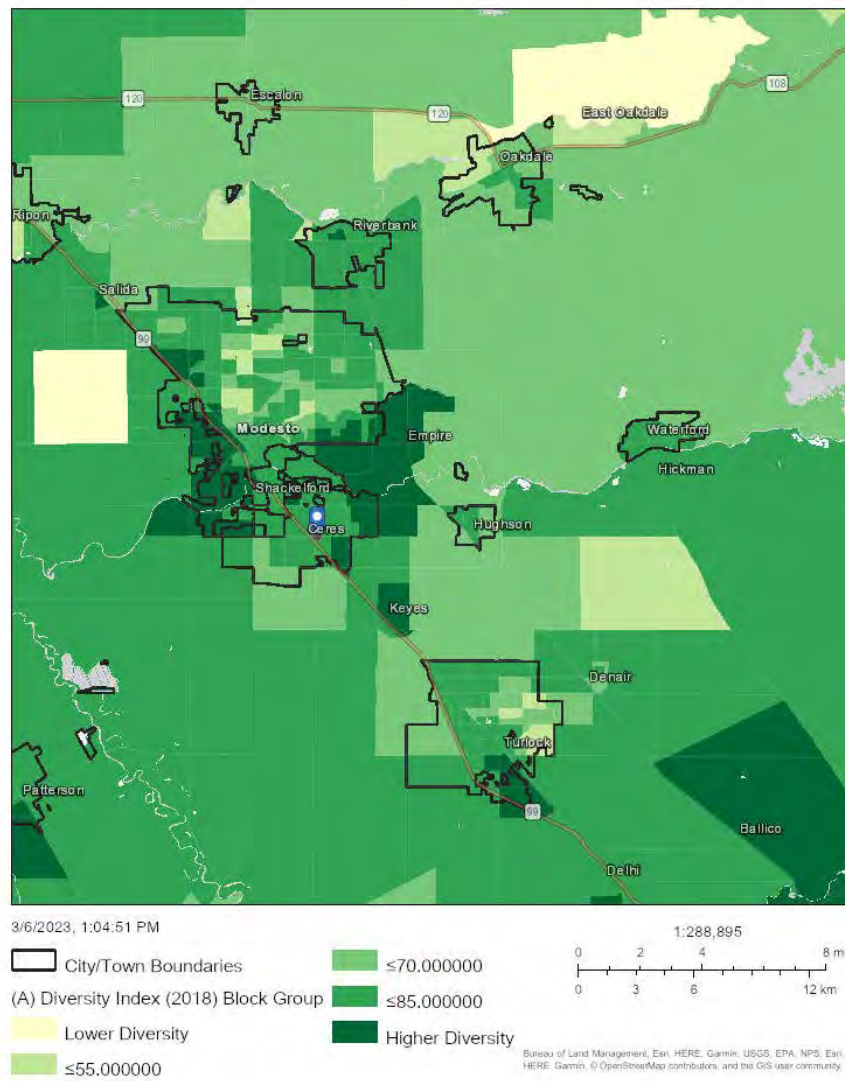 120
Escalon
120
108
East Oakdale
Oakdale
Ripon
Riverbank
Salida
99
Modesto
Empire
Waterford
Hickman
Shackelford
Ceres
Hughson
Keyes
Denair
Turlock
Patterson
99
Ballico
Delhi
3/6/2023, 1:04:51 PM
City/Town Boundaries
(A) Diversity Index (2018) Block Group
Lower Diversity
≤55.000000
≤70.000000
≤85.000000
Higher Diversity
1:288,895
0 2 4 8 mi
0 3 6 12 km
Bureau of Land Management, Esri, HERE, Garmin, USGS, EPA, NPS, Esri,
HERE, Garmin, © OpenStreetMap contributors, and the GIS user community